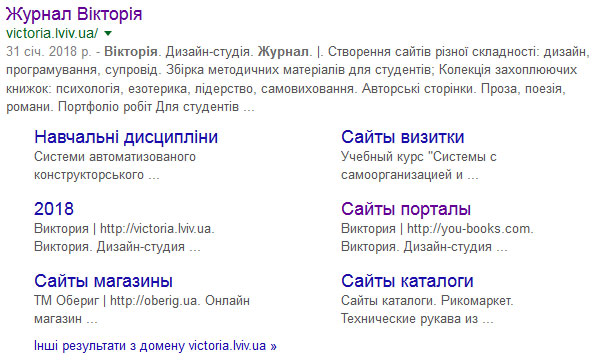 Журнал Вікторія
victoria.lviv.ua/
31 січ. 2018 р. - Вікторія. Дизайн-студія. Журнал. |. Створення сайтів різної складності: дизайн,
програмування, супровід. Збірка методичних матеріалів для студентів; Колекція захоплюючих
книжок: психологія, езотерика, лідерство, самовиховання. Авторські сторінки. Проза, поезія,
романи. Портфоліо робіт Для студентів ...
Навчальні дисципліни
Системи автоматизованого
конструкторського ...
Сайты визитки
Учебный курс "Системы с
самоорганизацией и ...
2018
Виктория | http://victoria.lviv.ua.
Виктория. Дизайн-студия ...
Сайты порталы
Виктория | http://you-books.com.
Виктория. Дизайн-студия ...
Сайты магазины
ТМ Обериг | http://oberig.ua. Онлайн
магазин ...
Сайты каталоги
Сайты каталоги. Рикомаркет.
Технические рукава из ...
Інші результати з домену victoria.lviv.ua »